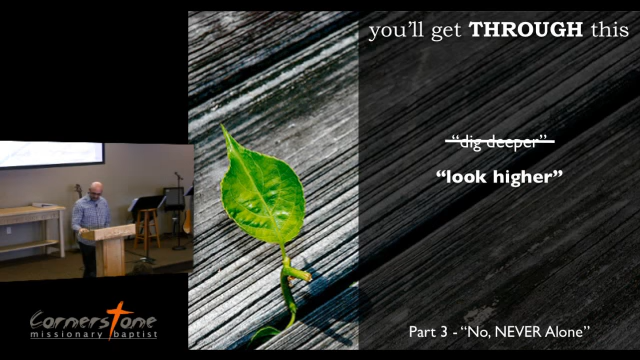 you'll get THROUGH this
"dig deeper"
"look higher"
Part 3 - "No, NEVER Alone"
Cornerstone
missionary baptist